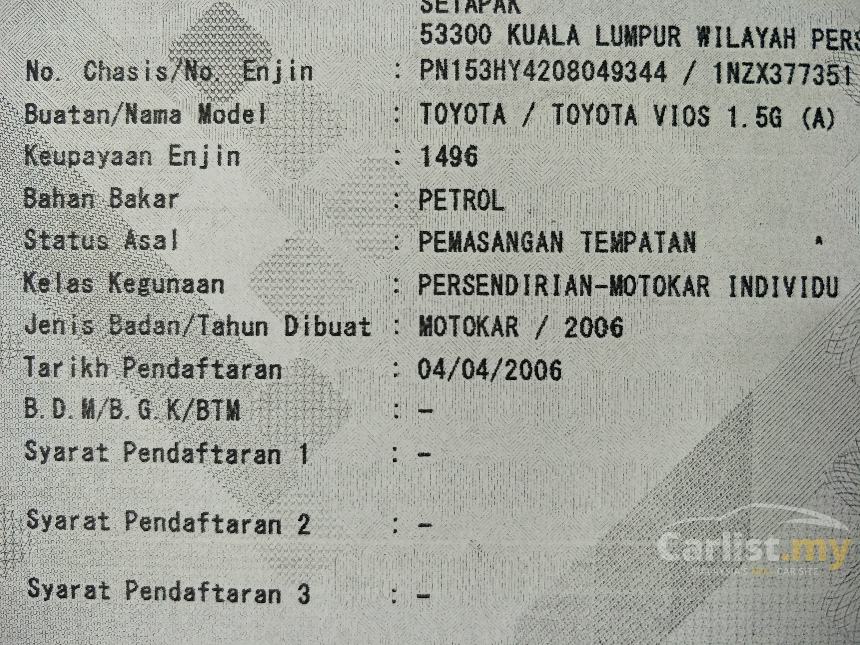 SETAPAK
53300 KUALA LUMPUR WILAYAH PERS
No. Chasis/No. Enjin : PN153HY4208049344 / 1NZX377351
Buatan/Nama Model : TOYOTA / TOYOTA VIOS 1.5G (A)
Keupayaan Enjin : 1496
Bahan Bakar : PETROL
Status Asal : PEMASANGAN TEMPATAN
Kelas Kegunaan : PERSENDIRIAN-MOTOKAR INDIVIDU
Jenis Badan/Tahun Dibuat : MOTOKAR / 2006
Tarikh Pendaftaran : 04/04/2006
B.D.M/B.G.K/BTM : -
Syarat Pendaftaran 1 : -
Syarat Pendaftaran 2 : -
Carlist.my
Syarat Pendaftaran 3 : -